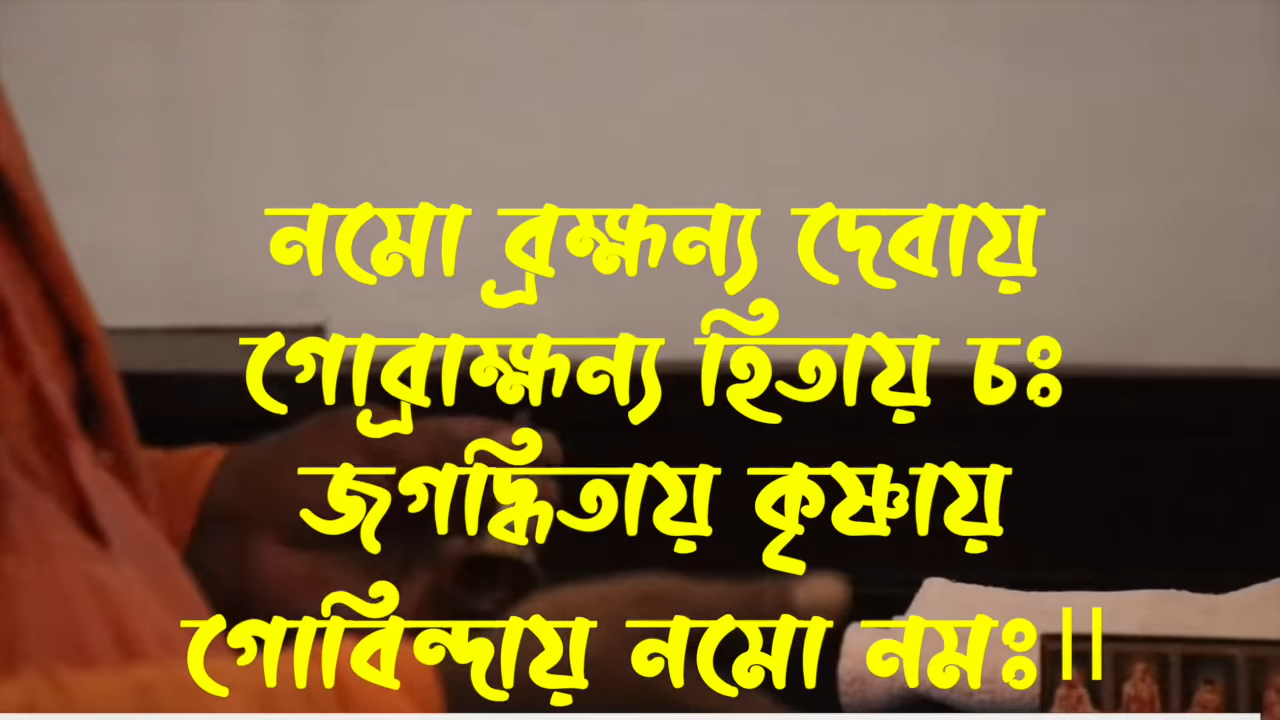 নমো ব্রহ্মন্য দেবায়
গোব্রাহ্মন্য হিতায় চঃ
জগদ্ধিতায় কৃষ্ণায়
গোবিন্দায় নমো নমঃ||